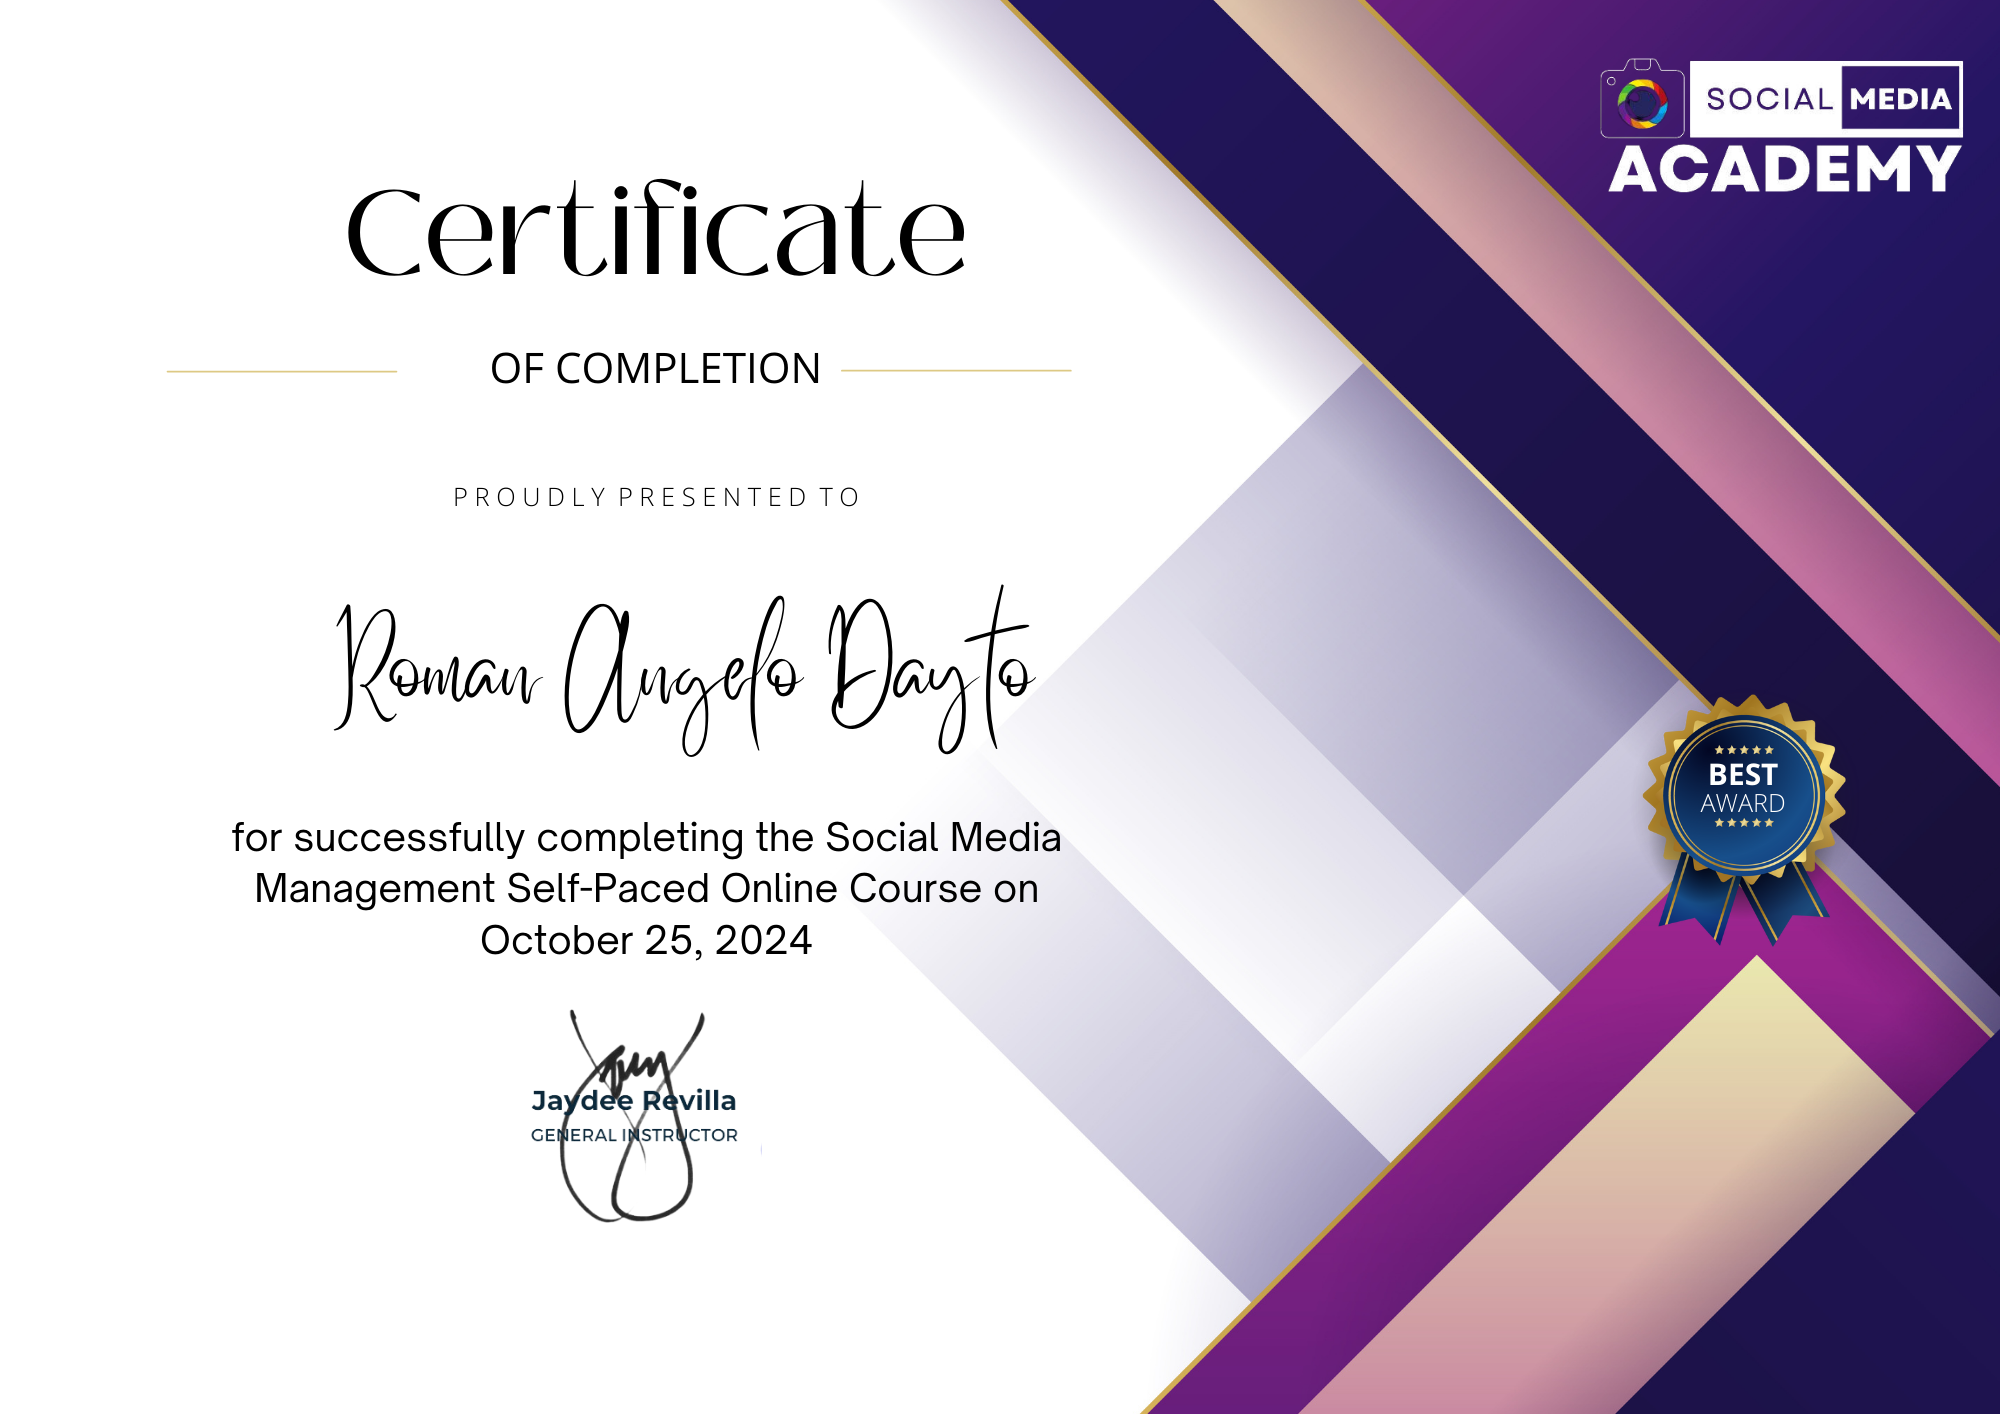 SOCIAL MEDIA
ACADEMY
Certificate
OF COMPLETION
PROUDLY PRESENTED TO
Roman Angelo Dayto
BEST
AWARD
for successfully completing the Social Media
Management Self-Paced Online Course on
October 25, 2024
Jaydee Revilla
GENERAL INSTRUCTOR